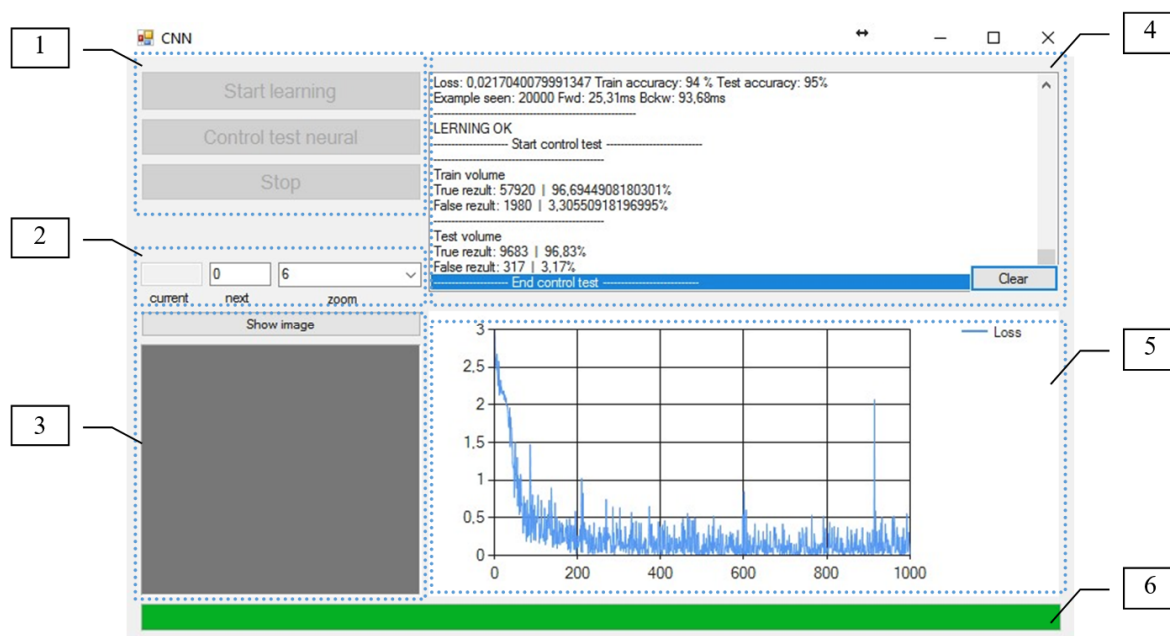 1
CNN
4
Start learning
Control test neural
Stop
Loss: 0,0217040079991347 Train accuracy: 94 % Test accuracy: 95%
Example seen: 20000 Fwd: 25,31ms Bckw: 93,68ms
------------------------------------------------------
LERNING OK
-------------------- Start control test --------------------------
----------------------------------------------
Train volume
True rezult: 57920 | 96,6944908180301%
False rezult: 1980 | 3,30550918196995%
----------------------------------------------
Test volume
True rezult: 9683 | 96,83%
False rezult: 317 | 3,17%
-------------------- End control test --------------------------
Clear
2
0
6
current
next
zoom
Show image
3
5
Loss
3
2,5
2
1,5
1
0,5
0
0
200
400
600
800
1000
6